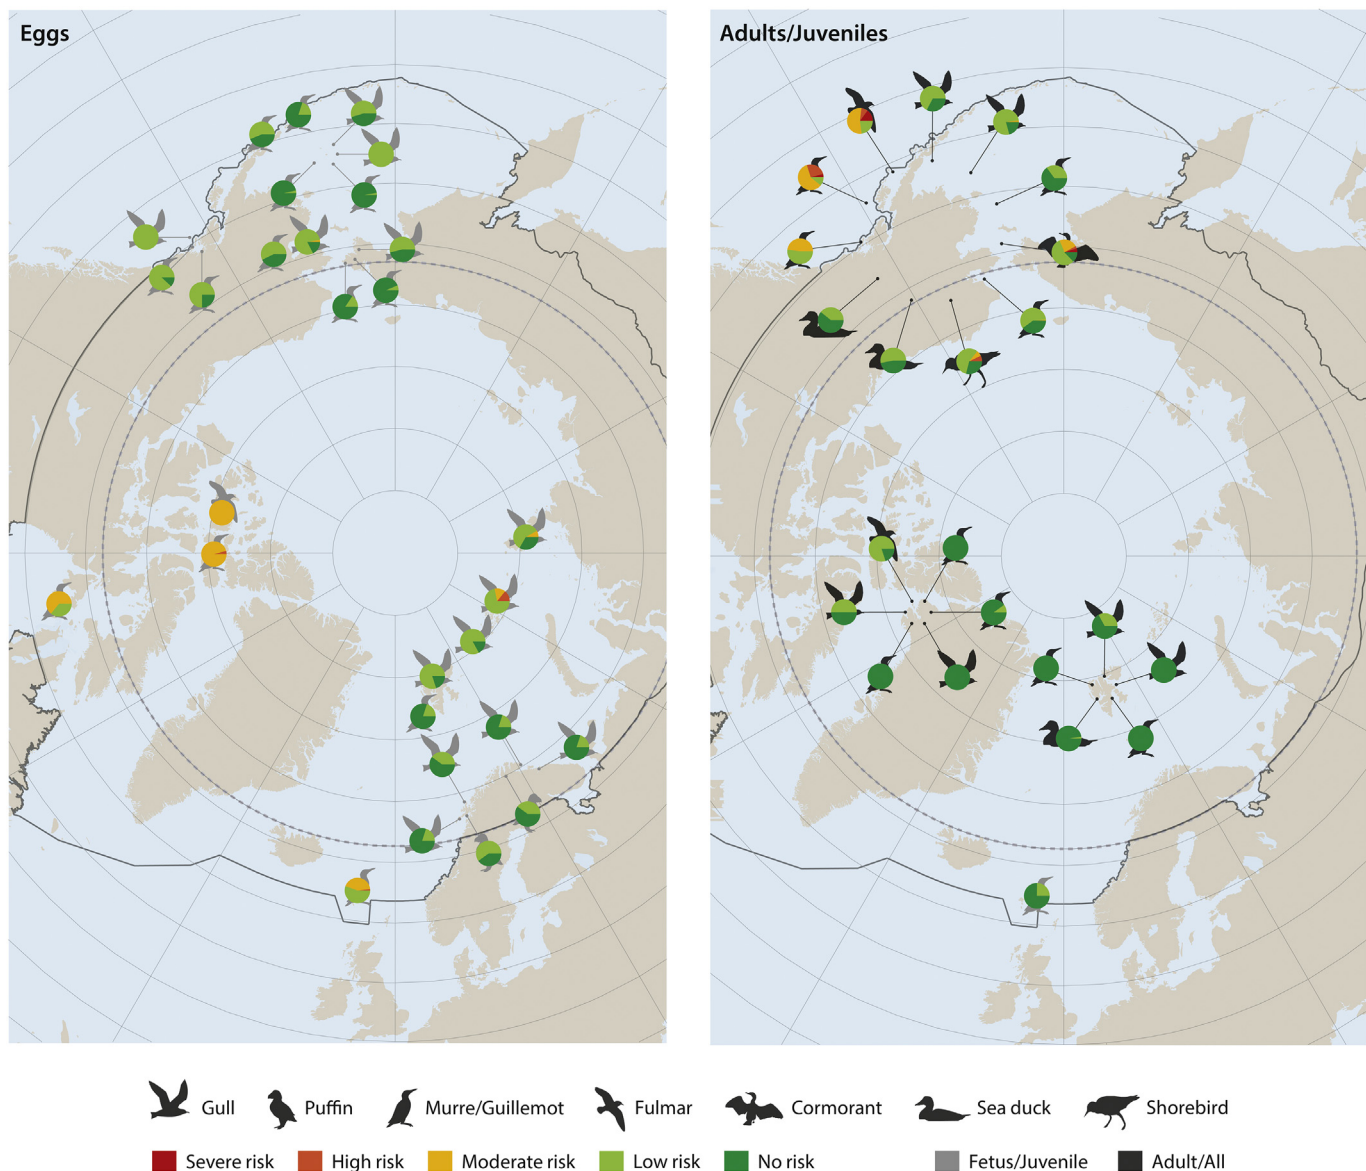 Eggs
Adults/Juveniles
Gull Puffin Murre/Guillemot Fulmar Cormorant Sea duck Shorebird
Severe risk High risk Moderate risk Low risk No risk Fetus/Juvenile Adult/All